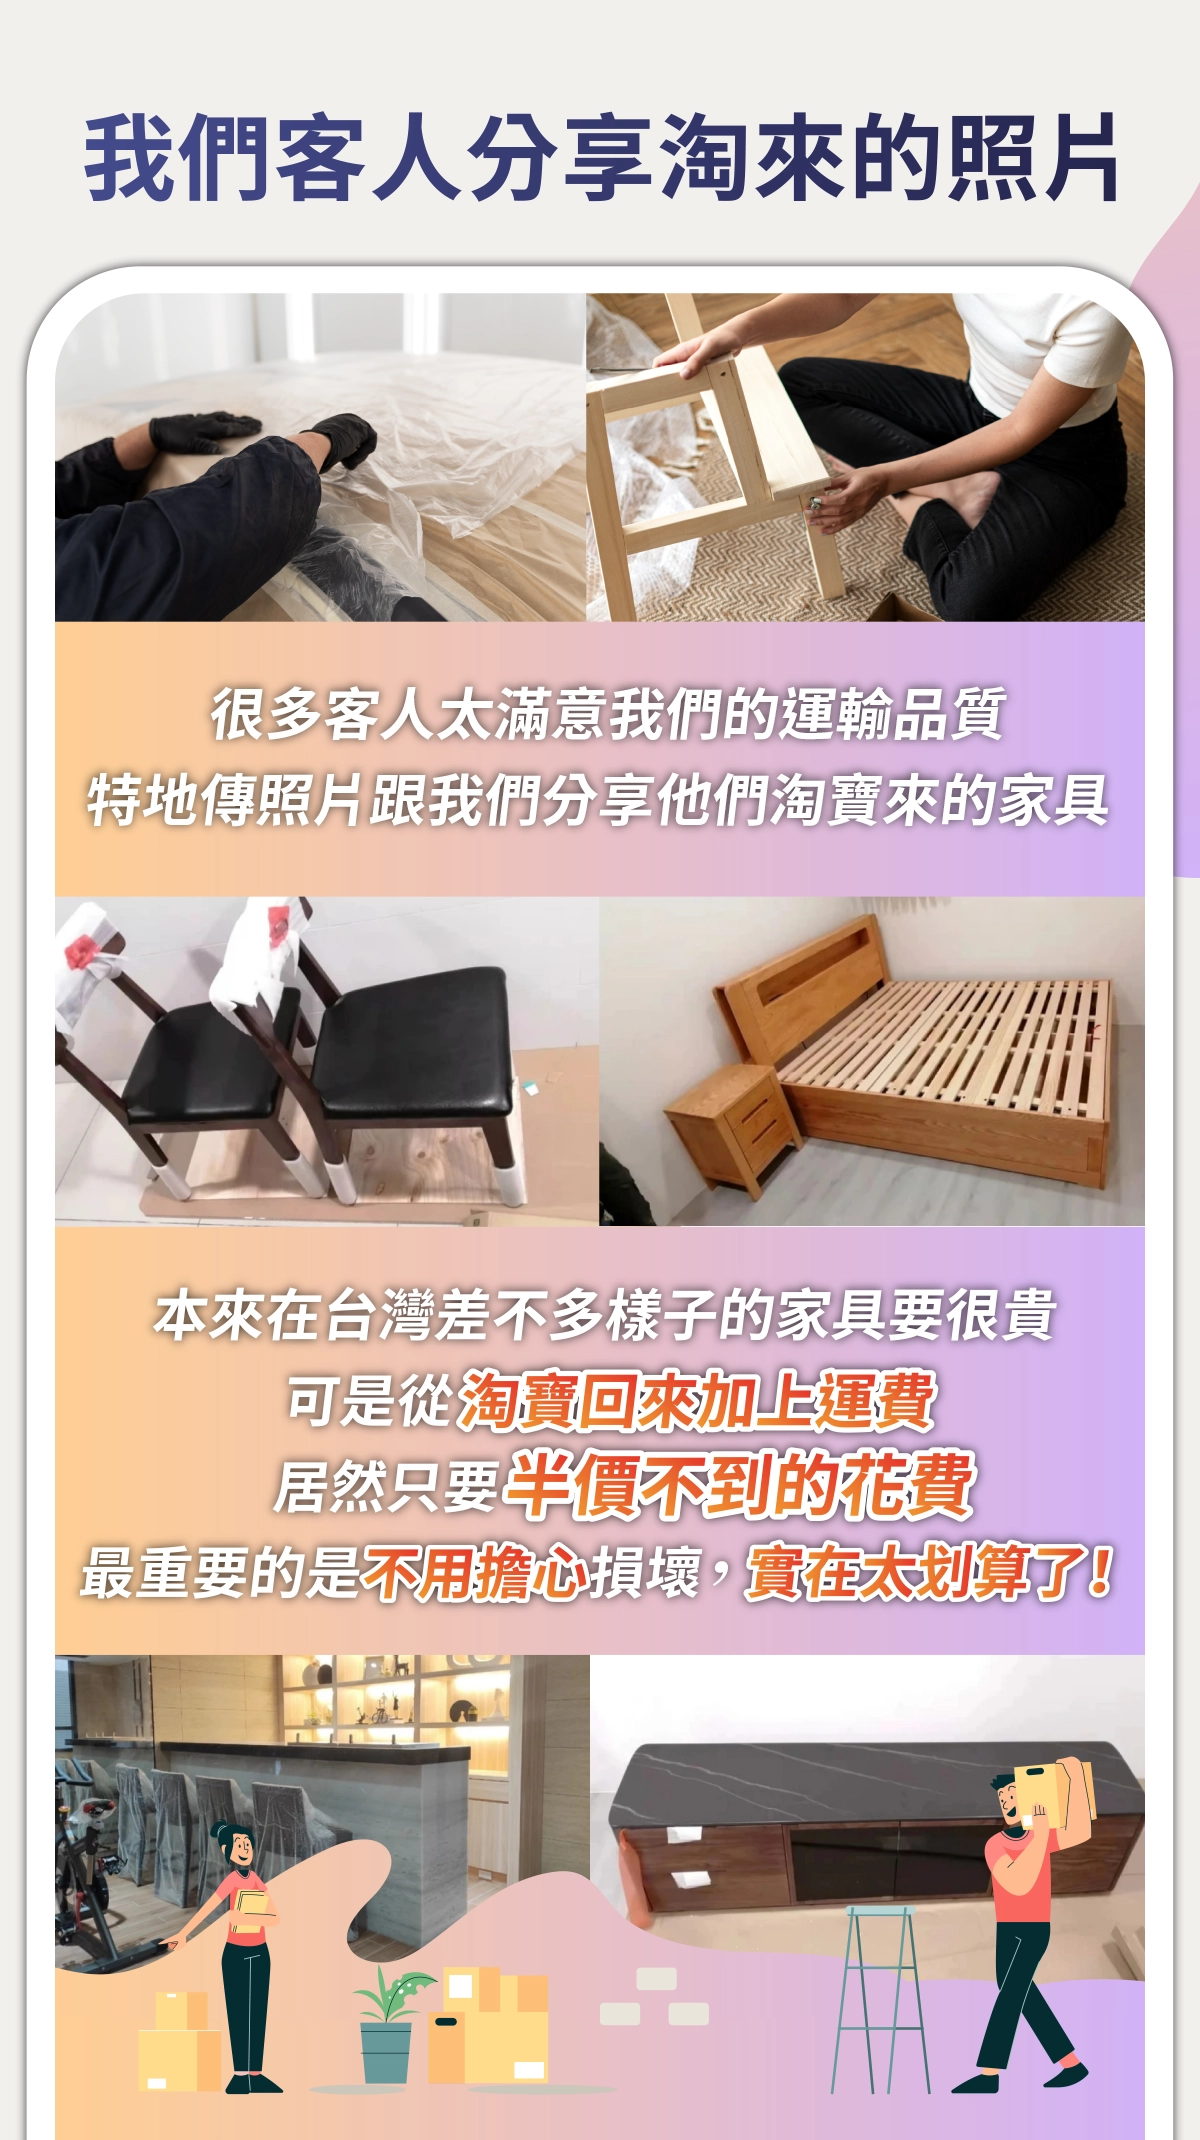 我們客人分享淘來的照片
很多客人太滿意我們的運輸品質
特地傳照片跟我們分享他們淘寶來的家具
本來在台灣差不多樣子的家具要很貴
可是從淘寶回來加上運費
居然只要半價不到的花費
最重要的是不用擔心損壞，實在太划算了！